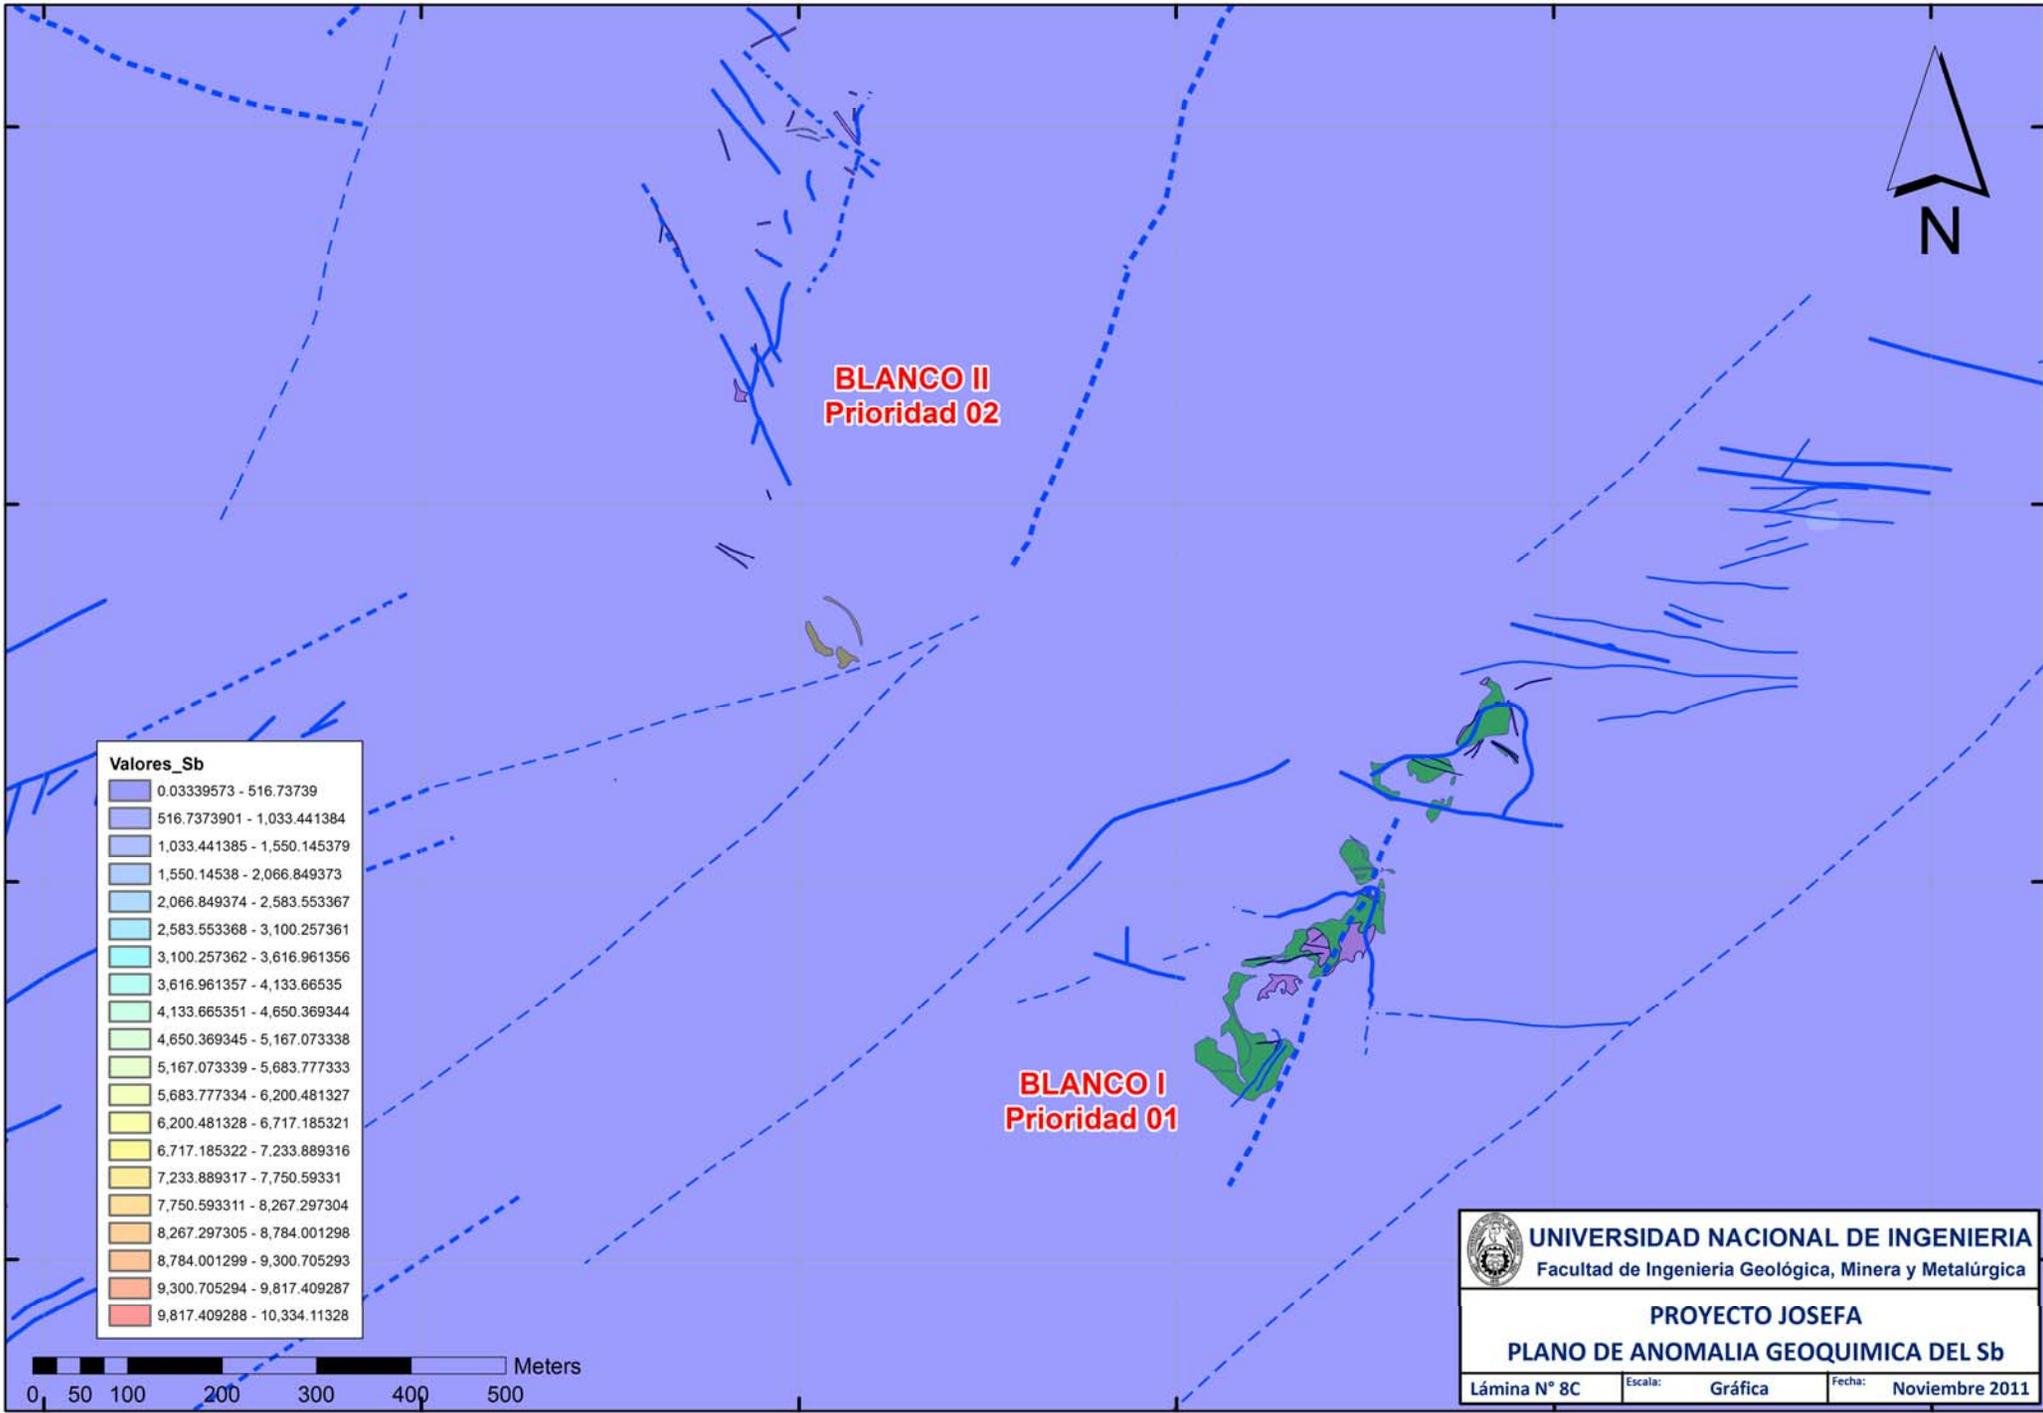 N
BLANCO II
Prioridad 02
BLANCO I
Prioridad 01
Valores_Sb
0.03339573 - 516.73739
516.7373901 - 1,033.441384
1,033.441385 - 1,550.145379
1,550.14538 - 2,066.849373
2,066.849374 - 2,583.553367
2,583.553368 - 3,100.257361
3,100.257362 - 3,616.961356
3,616.961357 - 4,133.66535
4,133.665351 - 4,650.369344
4,650.369345 - 5,167.073338
5,167.073339 - 5,683.777333
5,683.777334 - 6,200.481327
6,200.481328 - 6,717.185321
6,717.185322 - 7,233.889316
7,233.889317 - 7,750.59331
7,750.593311 - 8,267.297304
8,267.297305 - 8,784.001298
8,784.001299 - 9,300.705293
9,300.705294 - 9,817.409287
9,817.409288 - 10,334.11328
Meters
0 50 100 200 300 400 500
UNIVERSIDAD NACIONAL DE INGENIERIA
Facultad de Ingenieria Geológica, Minera y Metalúrgica
PROYECTO JOSEFA
PLANO DE ANOMALIA GEOQUIMICA DEL Sb
Lámina N° 8C Escala: Gráfica Fecha: Noviembre 2011